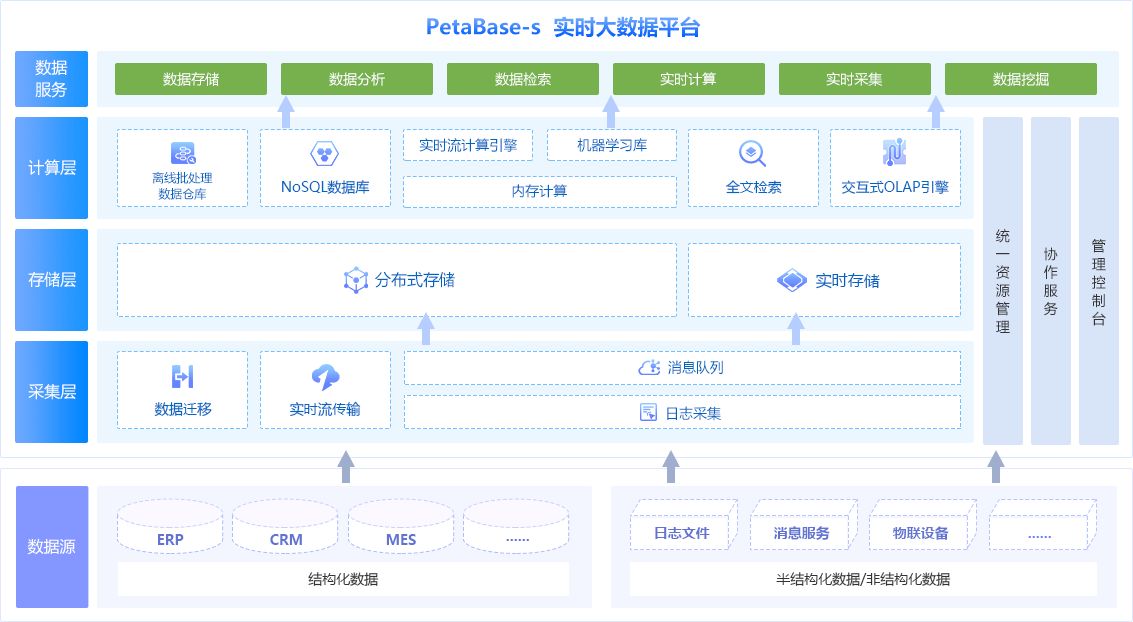 PetaBase-s 实时大数据平台
数据
服务
数据存储
数据分析
数据检索
实时计算
实时采集
数据挖掘
计算层
离线批处理
数据仓库
NoSQL数据库
实时流计算引擎
机器学习库
内存计算
全文检索
交互式OLAP引擎
存储层
分布式存储
实时存储
采集层
数据迁移
实时流传输
消息队列
日志采集
统一资源管理
协作服务
管理控制台
数据源
ERP
CRM
MES
......
结构化数据
日志文件
消息服务
物联设备
......
半结构化数据/非结构化数据